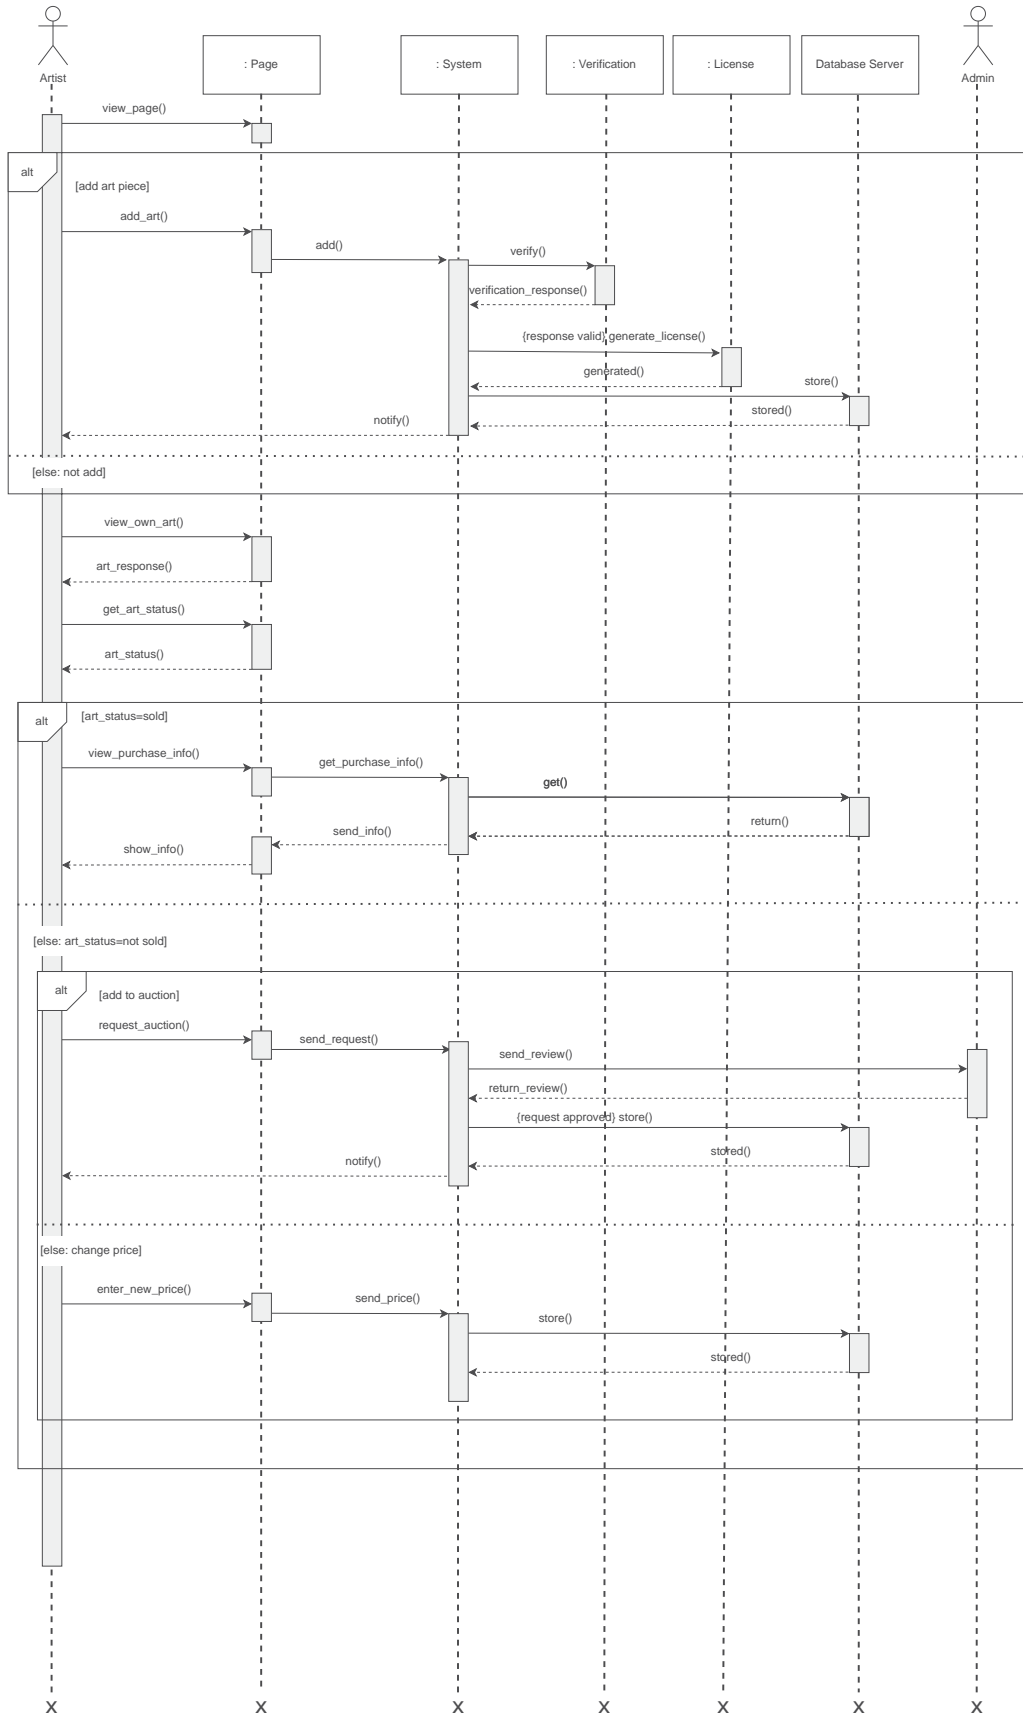 Artist
: Page
: System
: Verification
: License
Database Server
Admin
view_page()
alt
[add art piece]
add_art()
add()
verify()
verification_response()
{response valid} generate_license()
generated()
store()
stored()
notify()
[else: not add]
view_own_art()
art_response()
get_art_status()
art_status()
alt
[art_status=sold]
view_purchase_info()
get_purchase_info()
get()
return()
send_info()
show_info()
[else: art_status=not sold]
alt
[add to auction]
request_auction()
send_request()
send_review()
return_review()
{request approved} store()
stored()
notify()
[else: change price]
enter_new_price()
send_price()
store()
stored()
X X X X X X X